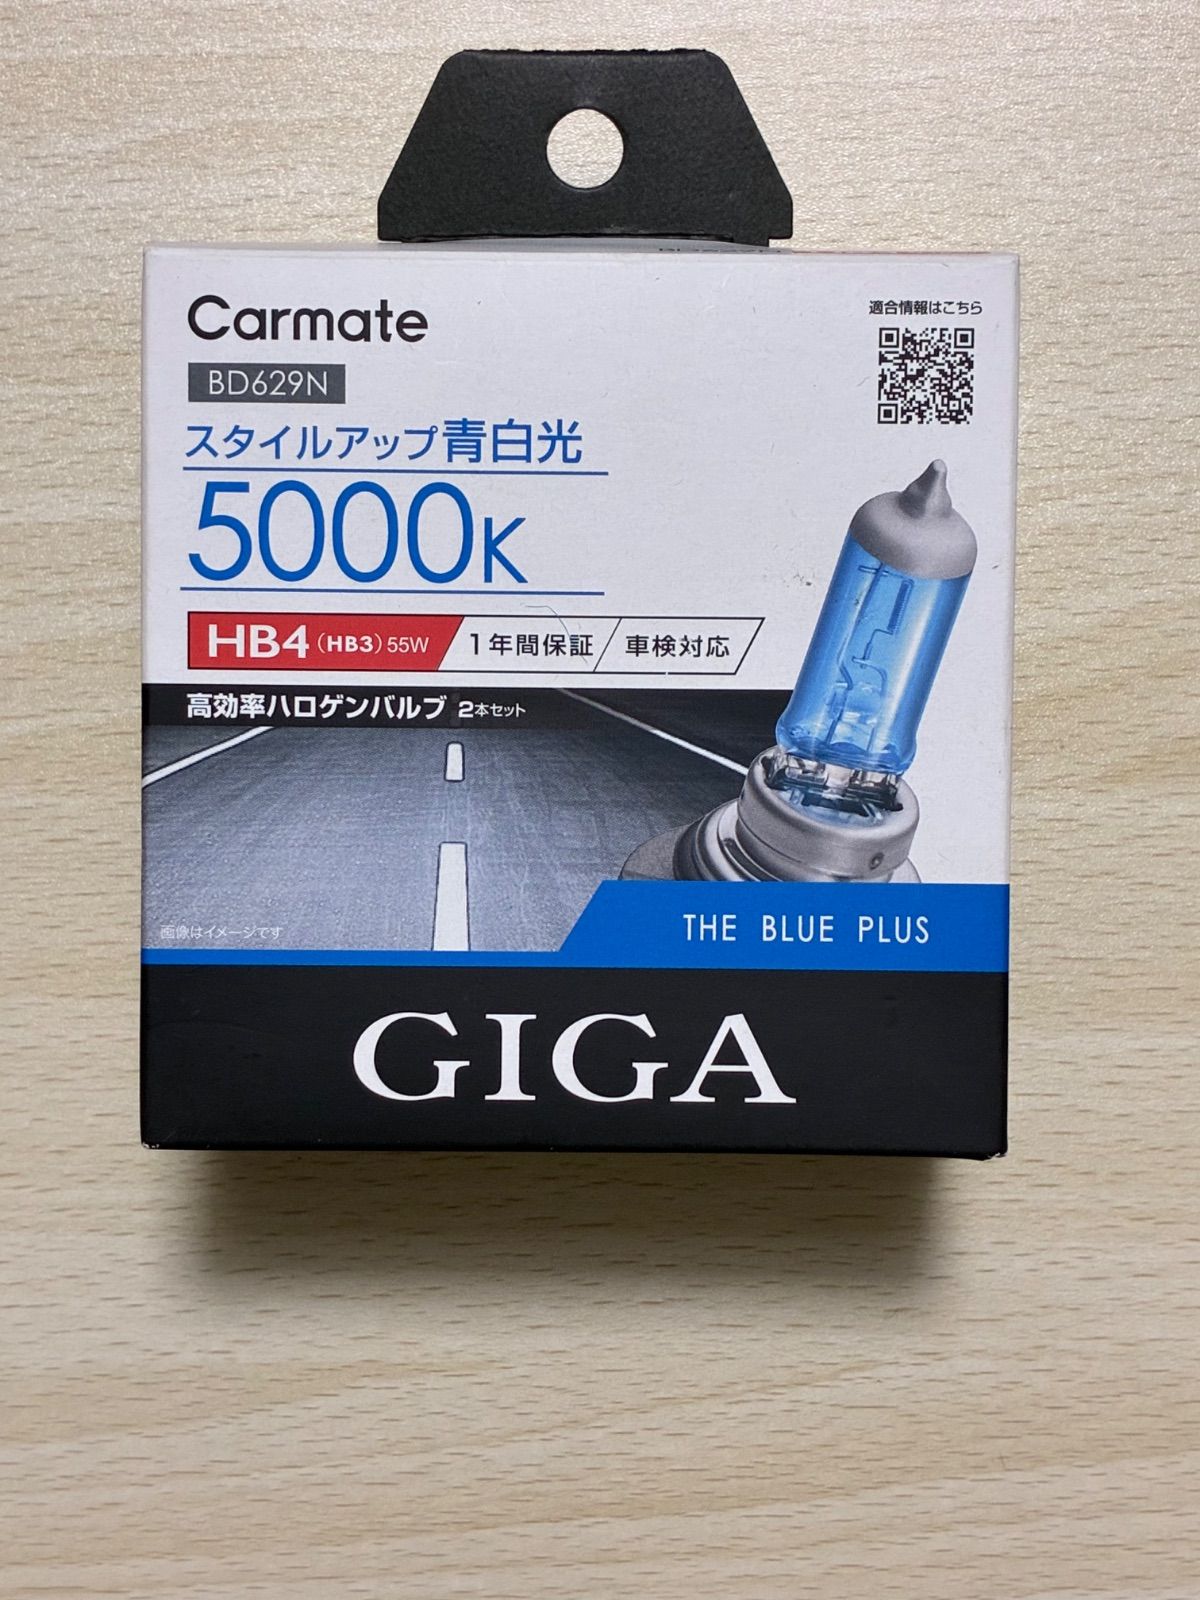 Carmate
適合情報はこちら
BD629N
スタイルアップ青白光
5000K
HB4（HB3）55W
1年間保証
車検対応
高効率ハロゲンバルブ 2本セット
画像はイメージです
THE BLUE PLUS
GIGA